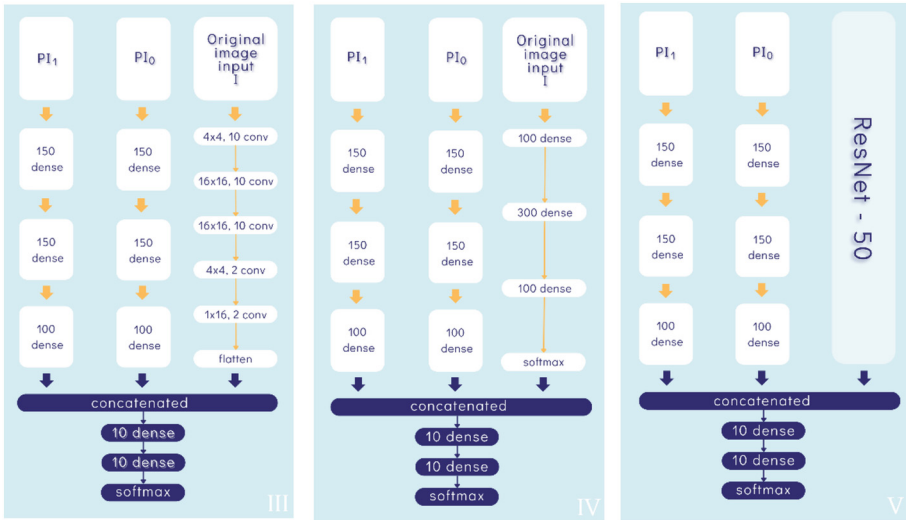 PI₁
150
dense
150
dense
100
dense
PI₀
150
dense
150
dense
100
dense
Original
image
input
I
4x4, 10 conv
16x16, 10 conv
16x16, 10 conv
4x4, 2 conv
1x16, 2 conv
flatten
concatenated
10 dense
10 dense
softmax
III
PI₁
150
dense
150
dense
100
dense
PI₀
150
dense
150
dense
100
dense
Original
image
input
I
100 dense
300 dense
100 dense
softmax
concatenated
10 dense
10 dense
softmax
IV
PI₁
150
dense
150
dense
100
dense
PI₀
150
dense
150
dense
100
dense
ResNet - 50
concatenated
10 dense
10 dense
softmax
V